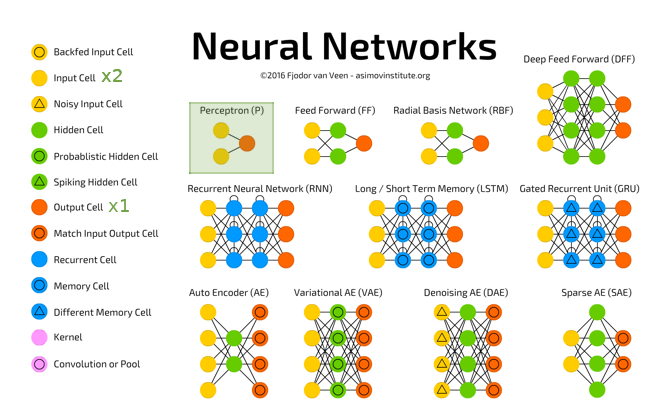 Neural Networks
©2016 Fjodor van Veen - asimovinstitute.org
Backfed Input Cell
Input Cell x2
Noisy Input Cell
Hidden Cell
Probablistic Hidden Cell
Spiking Hidden Cell
Output Cell x1
Match Input Output Cell
Recurrent Cell
Memory Cell
Different Memory Cell
Kernel
Convolution or Pool
Deep Feed Forward (DFF)
Perceptron (P)
Feed Forward (FF)
Radial Basis Network (RBF)
Recurrent Neural Network (RNN)
Long / Short Term Memory (LSTM)
Gated Recurrent Unit (GRU)
Auto Encoder (AE)
Variational AE (VAE)
Denoising AE (DAE)
Sparse AE (SAE)